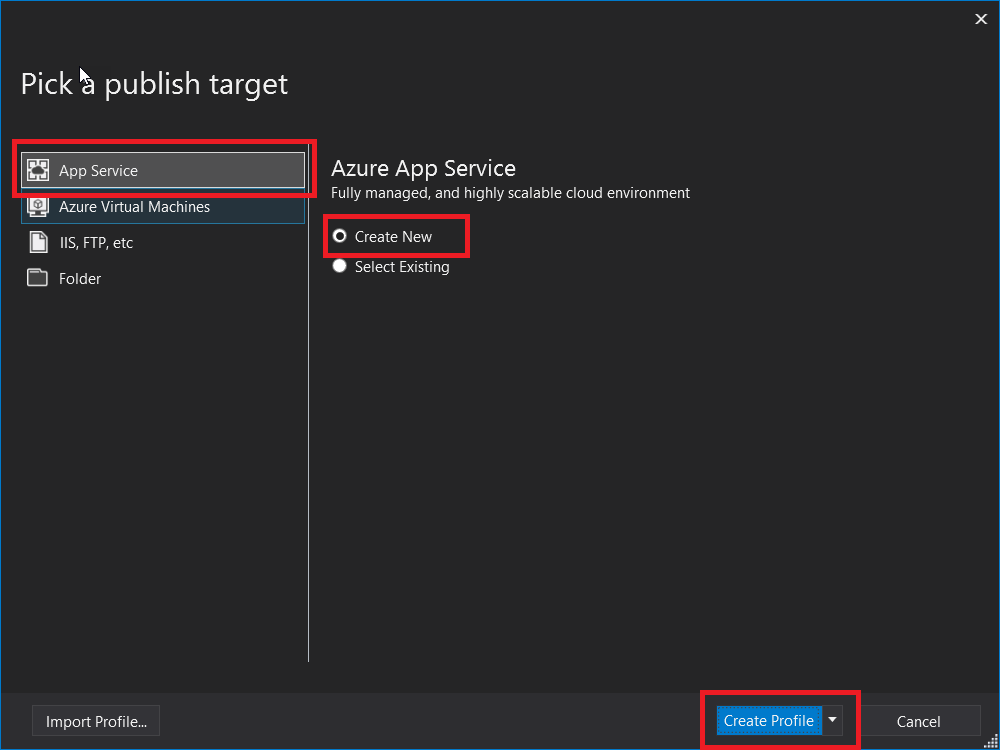 Pick a publish target
App Service
Azure Virtual Machines
IIS, FTP, etc
Folder
Azure App Service
Fully managed, and highly scalable cloud environment
Create New
Select Existing
Import Profile...
Create Profile
Cancel